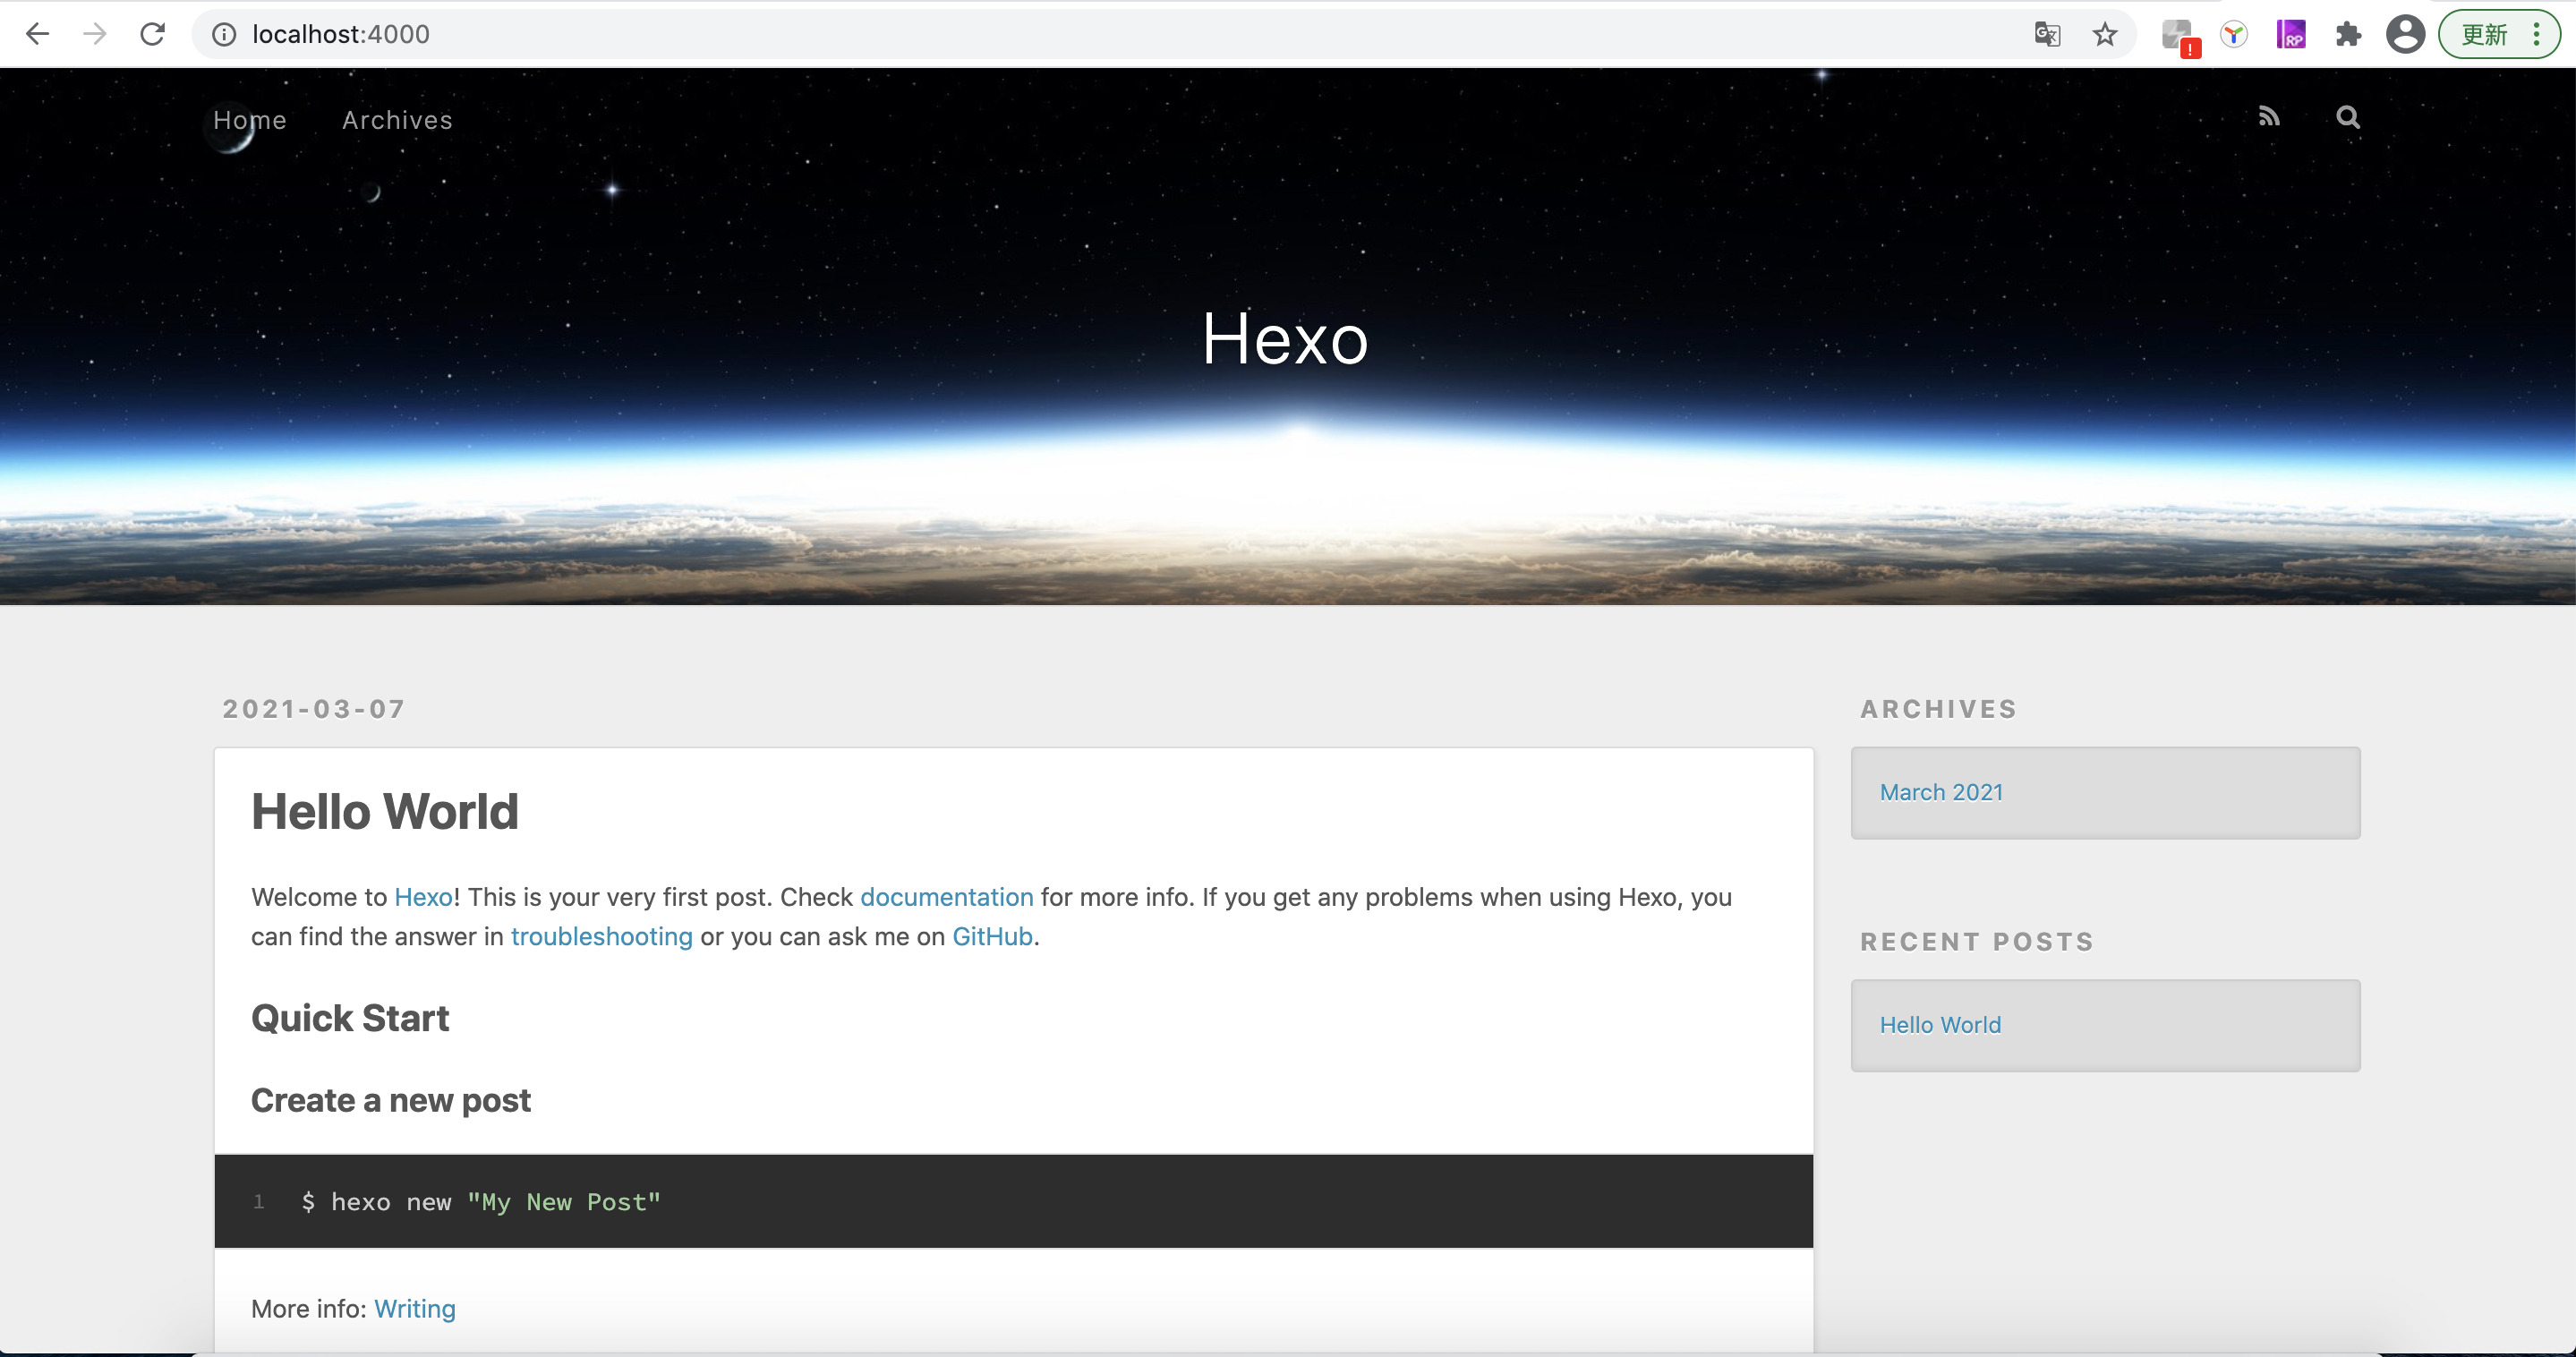 localhost:4000
更新
Home
Archives
Hexo
2021-03-07
Hello World
Welcome to Hexo! This is your very first post. Check documentation for more info. If you get any problems when using Hexo, you
can find the answer in troubleshooting or you can ask me on GitHub.
Quick Start
Create a new post
1 $ hexo new "My New Post"
More info: Writing
ARCHIVES
March 2021
RECENT POSTS
Hello World